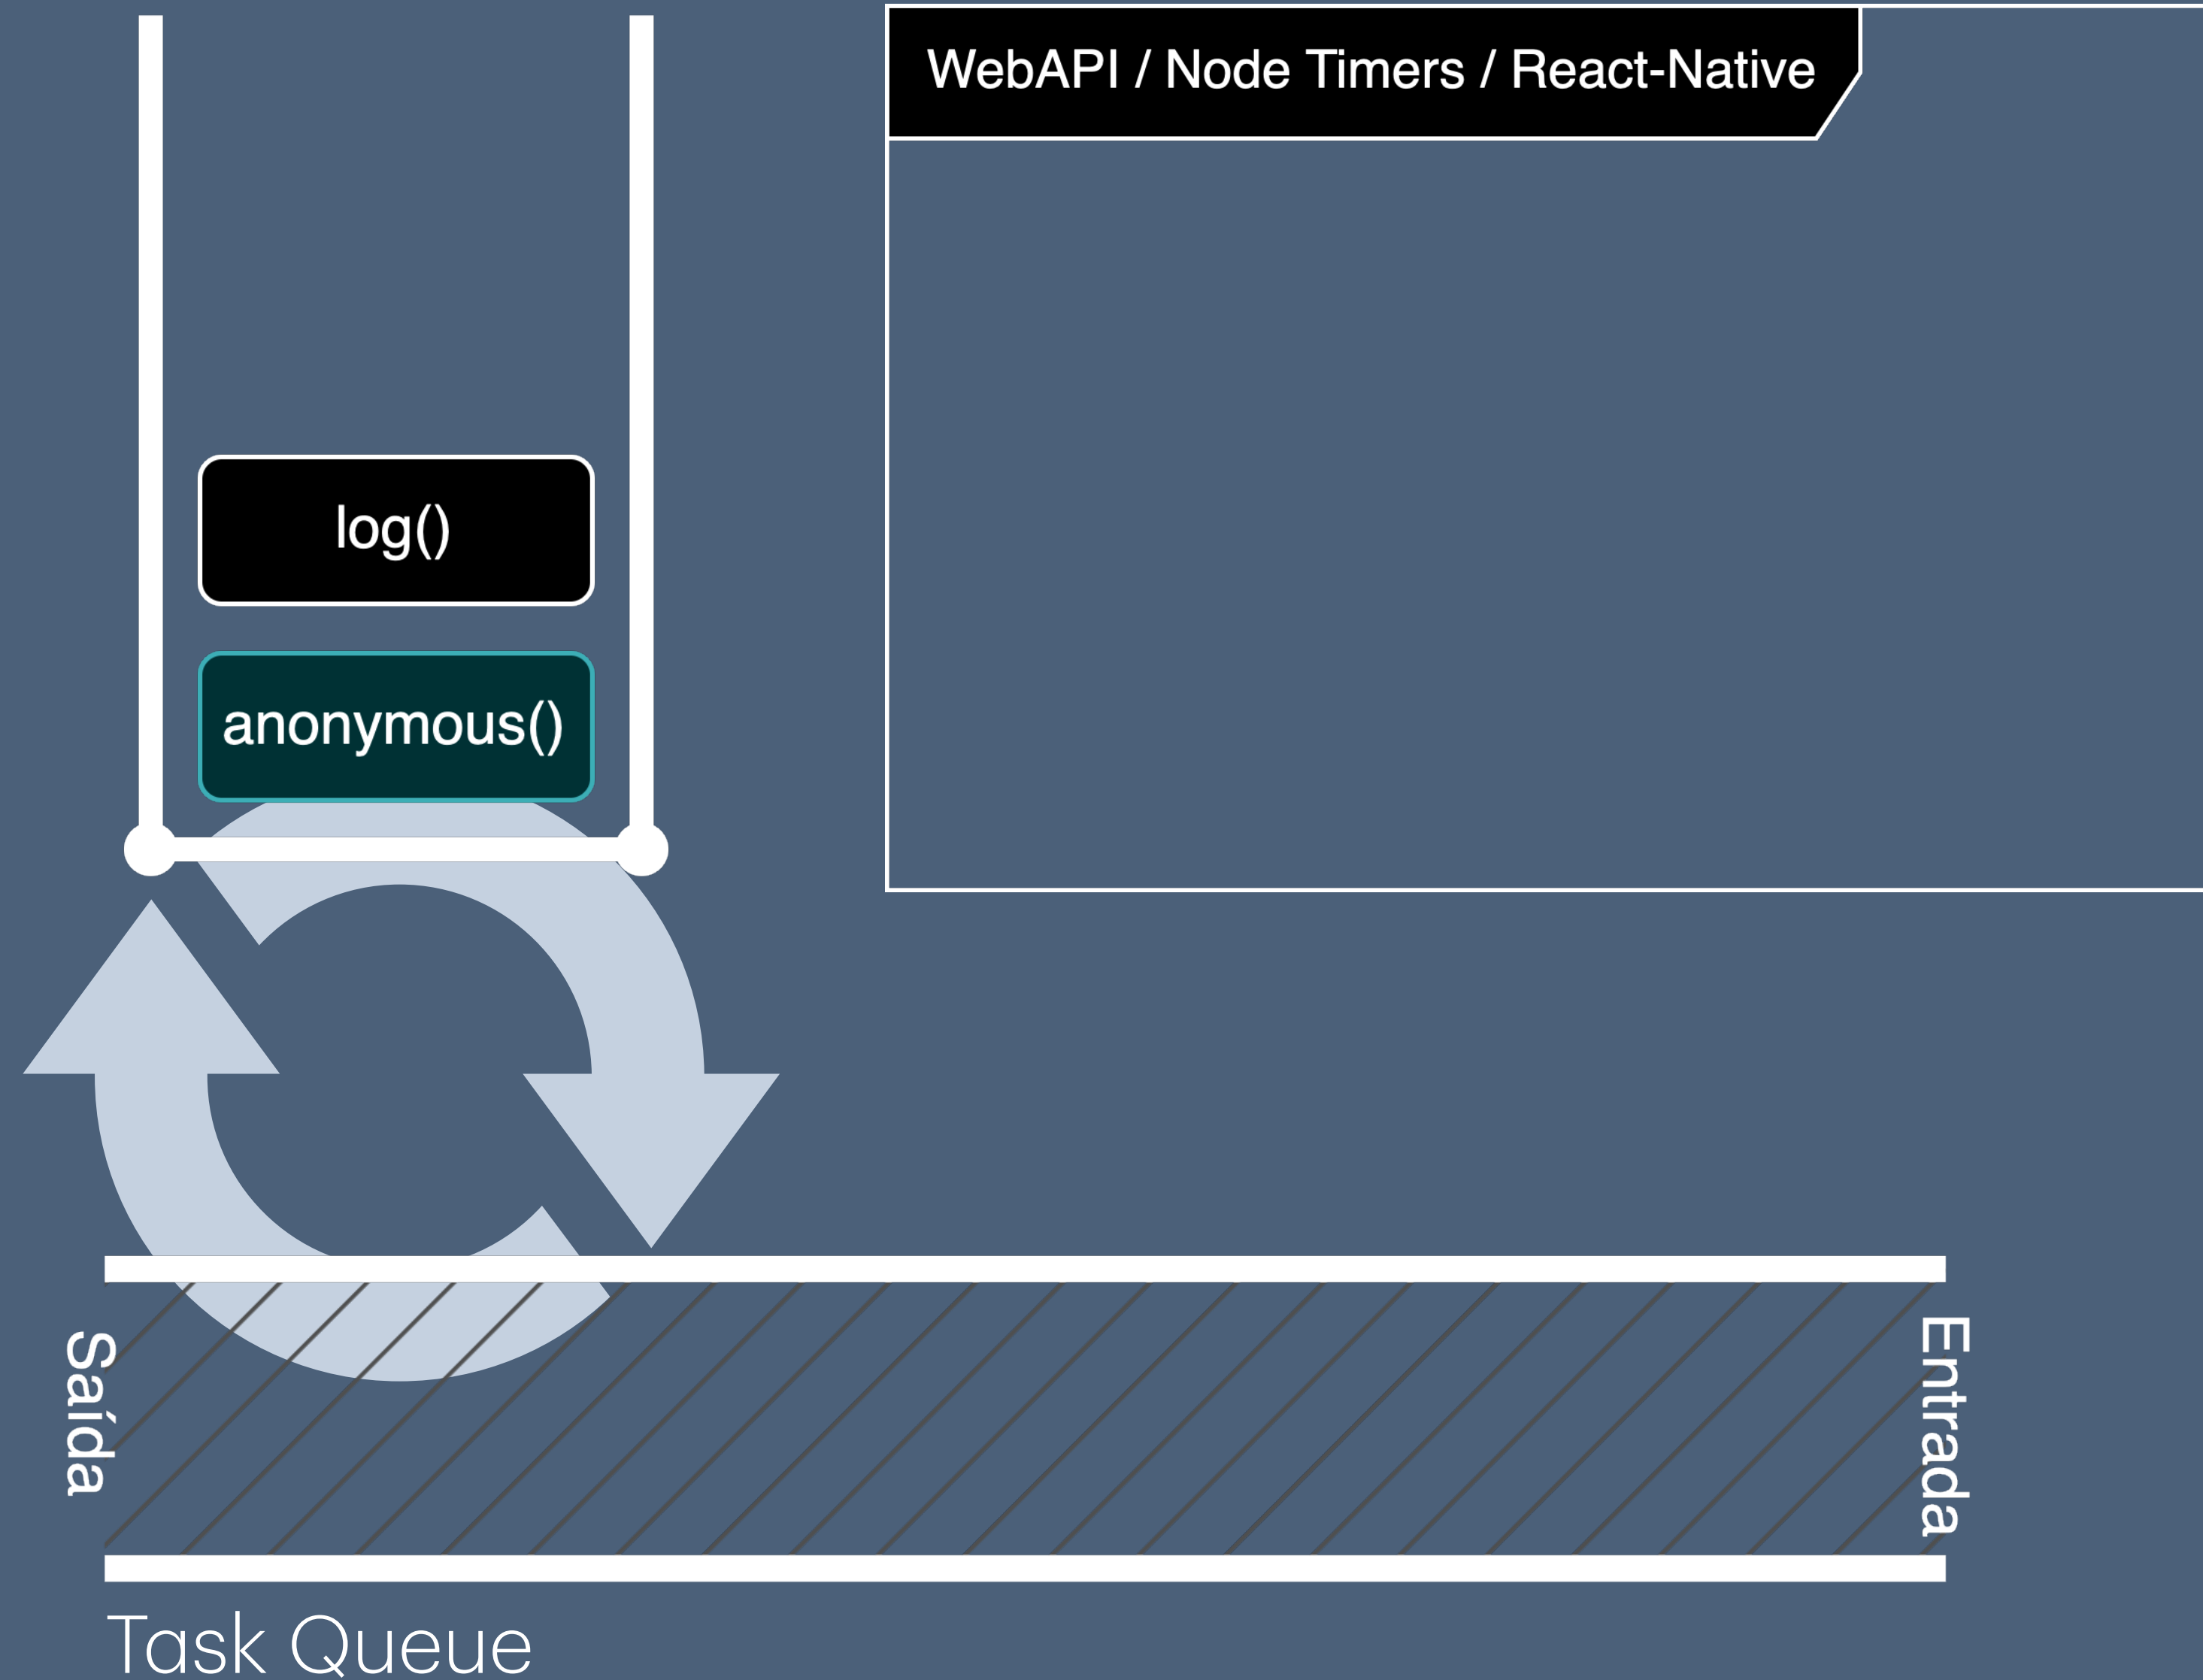 WebAPI / Node Timers / React-Native
log()
anonymous()
Saída
Entrada
Task Queue